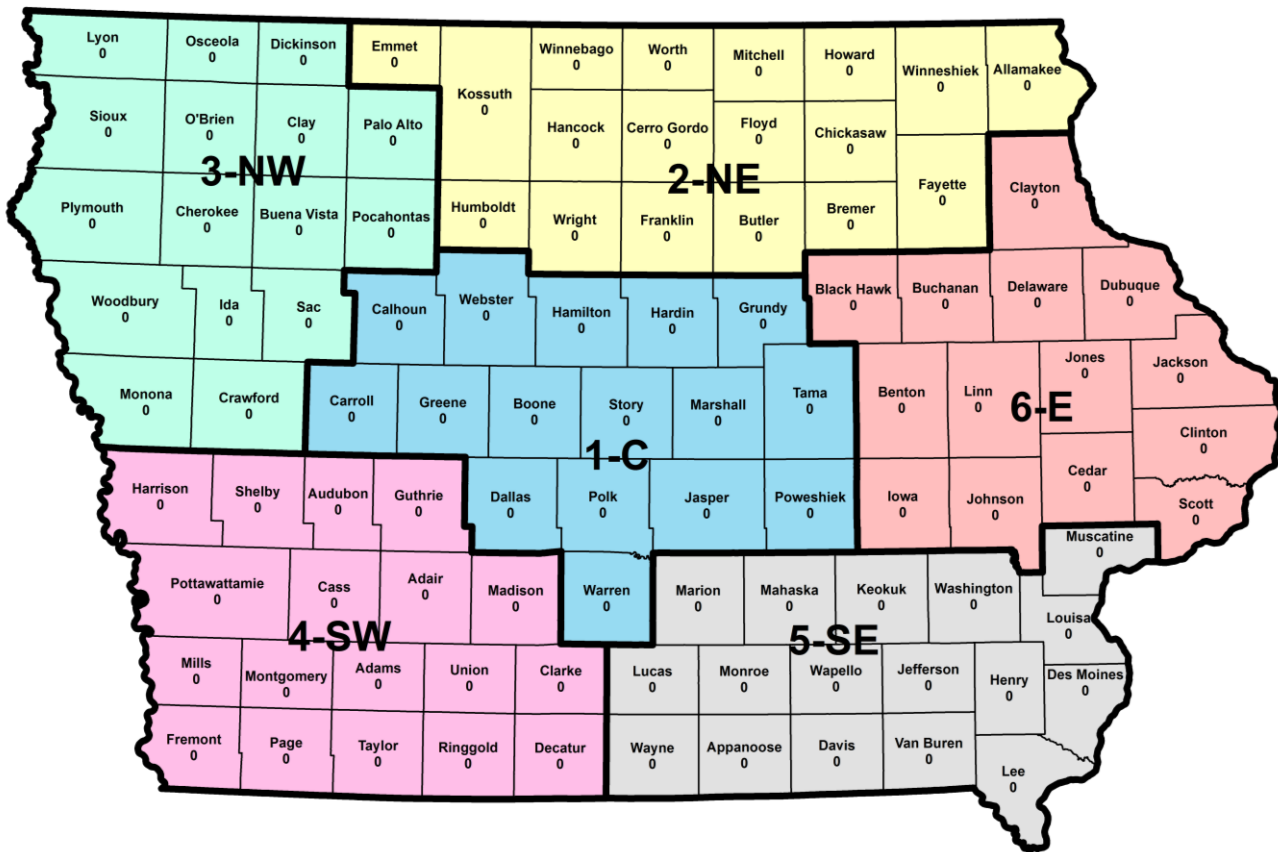 Lyon
0
Osceola
0
Dickinson
0
Emmet
0
Kossuth
0
Winnebago
0
Worth
0
Mitchell
0
Howard
0
Winneshiek
0
Allamakee
0
Sioux
0
O'Brien
0
Clay
0
Palo Alto
0
Hancock
0
Cerro Gordo
0
Floyd
0
Chickasaw
0
3-NW
2-NE
Fayette
0
Clayton
0
Plymouth
0
Cherokee
0
Buena Vista
0
Pocahontas
0
Humboldt
0
Wright
0
Franklin
0
Butler
0
Bremer
0
Woodbury
0
Ida
0
Sac
0
Calhoun
0
Webster
0
Hamilton
0
Hardin
0
Grundy
0
Black Hawk
0
Buchanan
0
Delaware
0
Dubuque
0
Monona
0
Crawford
0
Carroll
0
Greene
0
Boone
0
Story
0
Marshall
0
Tama
0
Benton
0
Linn
0
Jones
0
Jackson
0
6-E
1-C
Clinton
0
Harrison
0
Shelby
0
Audubon
0
Guthrie
0
Dallas
0
Polk
0
Jasper
0
Poweshiek
0
Iowa
0
Johnson
0
Cedar
0
Scott
0
Muscatine
0
Pottawattamie
0
Cass
0
Adair
0
Madison
0
Warren
0
Marion
0
Mahaska
0
Keokuk
0
Washington
0
Louisa
0
4-SW
5-SE
Mills
0
Montgomery
0
Adams
0
Union
0
Clarke
0
Lucas
0
Monroe
0
Wapello
0
Jefferson
0
Henry
0
Des Moines
0
Fremont
0
Page
0
Taylor
0
Ringgold
0
Decatur
0
Wayne
0
Appanoose
0
Davis
0
Van Buren
0
Lee
0